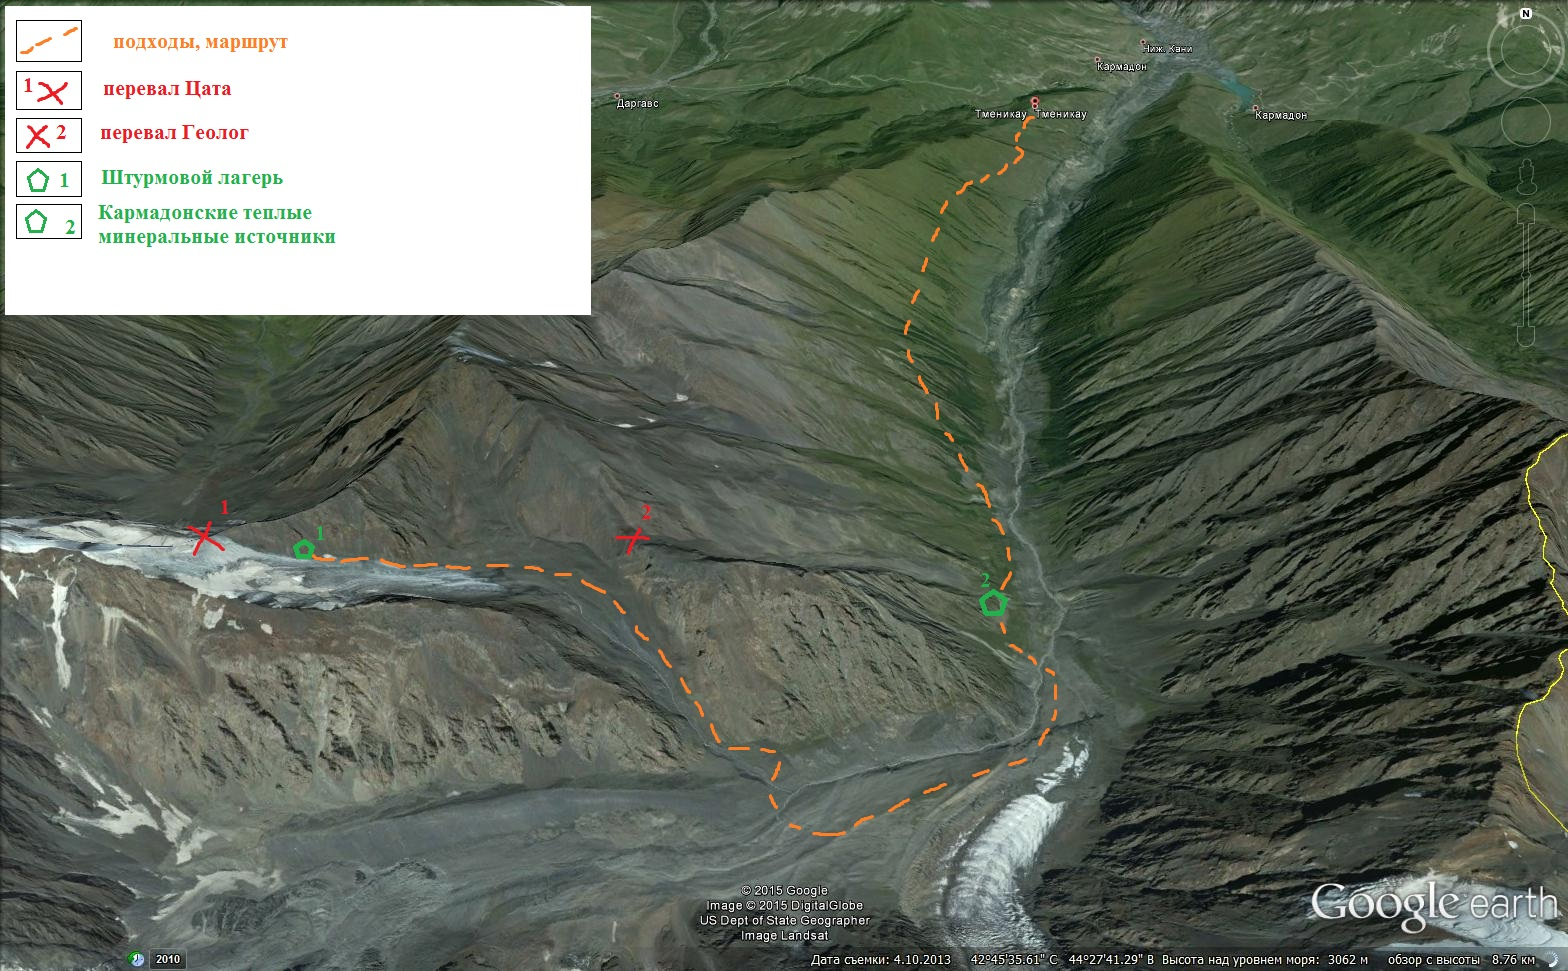 подходы, маршрут
1
перевал Цата
2
перевал Геолог
1
Штурмовой лагерь
2
Кармадонские теплые
минеральные источники
N
Ниж. Кани
Кармадон
Даргавс
Тменикау
Тменикау
Кармадон
1
1
2
2
© 2015 Google
Image © 2015 DigitalGlobe
US Dept of State Geographer
Image Landsat
Google earth
2010
Дата съемки: 4.10.2013 42°45'35.61" С 44°27'41.29" В Высота над уровнем моря: 3062 м обзор с высоты 8.76 км